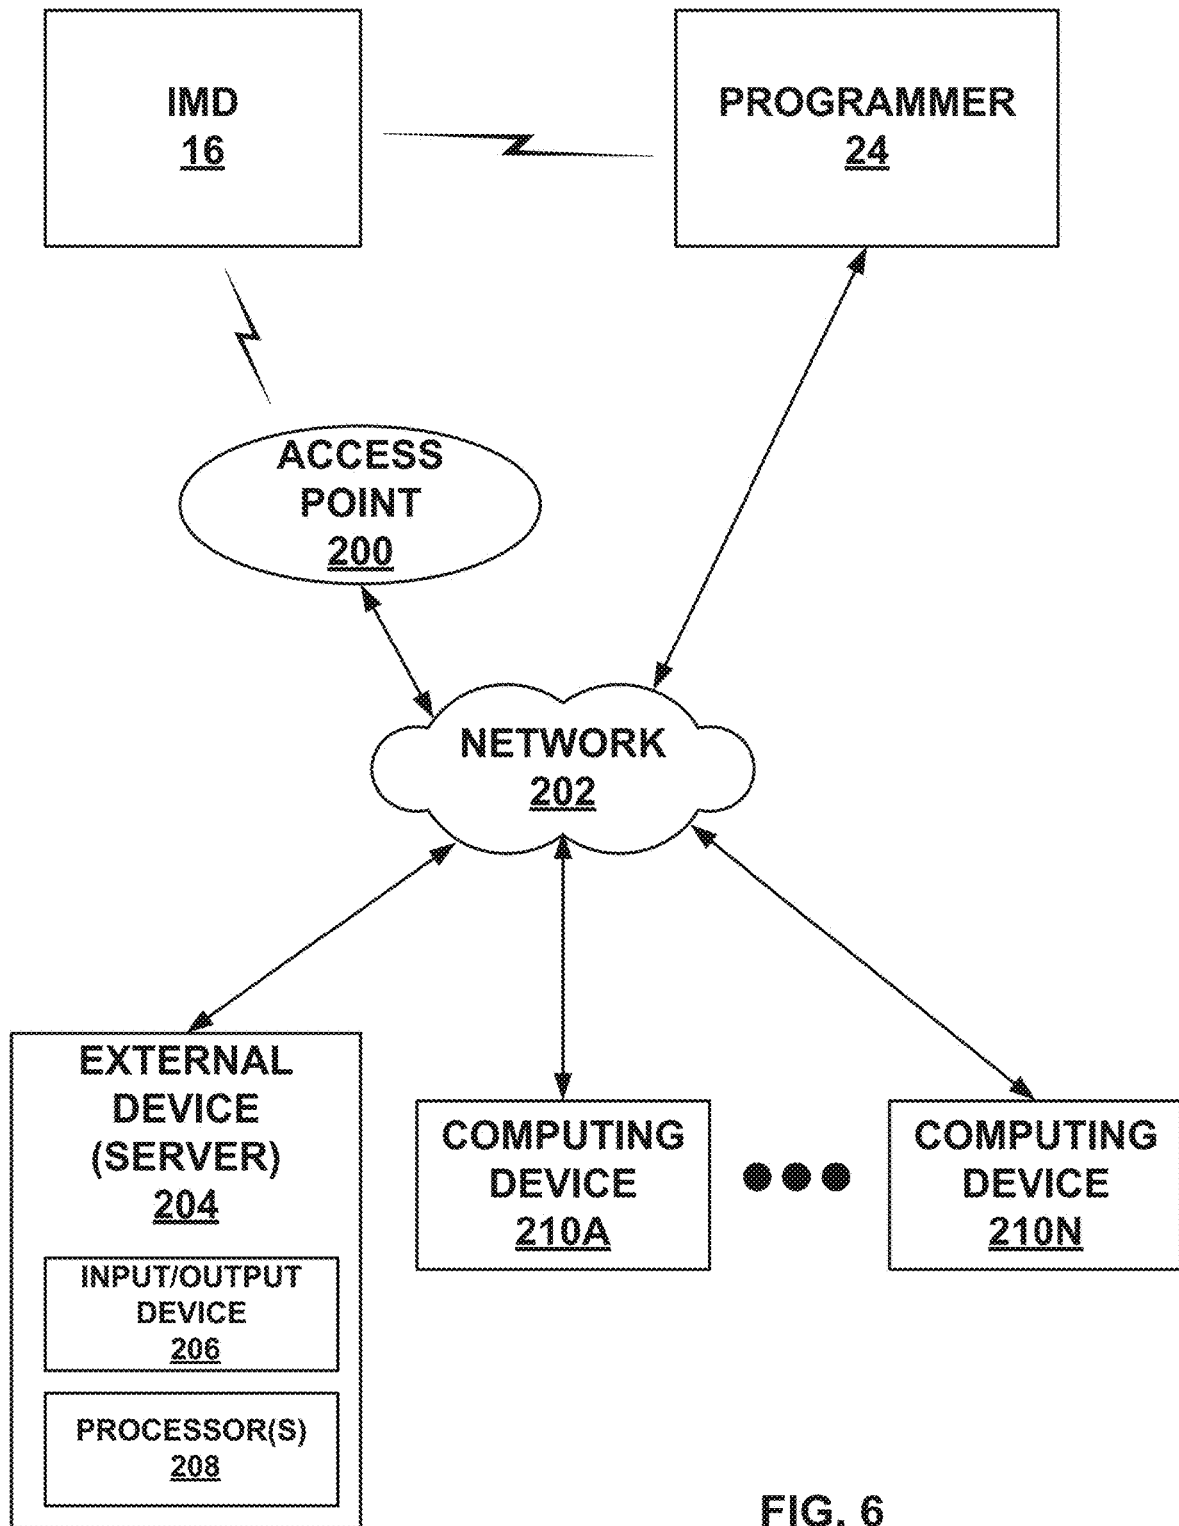 IMD
16
PROGRAMMER
24
ACCESS
POINT
200
NETWORK
202
EXTERNAL
DEVICE
(SERVER)
204
INPUT/OUTPUT
DEVICE
206
PROCESSOR(S)
208
COMPUTING
DEVICE
210A
COMPUTING
DEVICE
210N
FIG. 6